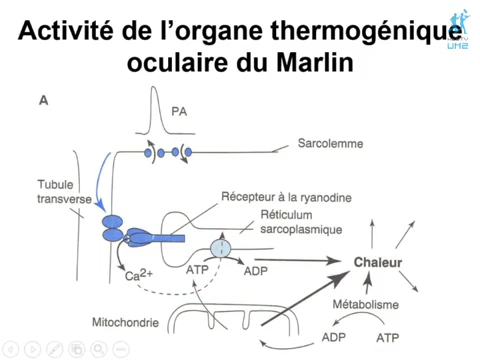 Activité de l'organe thermogénique
oculaire du Marlin
A
PA
Sarcolemme
Tubule
transverse
Récepteur à la ryanodine
Réticulum
sarcoplasmique
Ca2+
ATP
ADP
Chaleur
Métabolisme
Mitochondrie
ADP
ATP